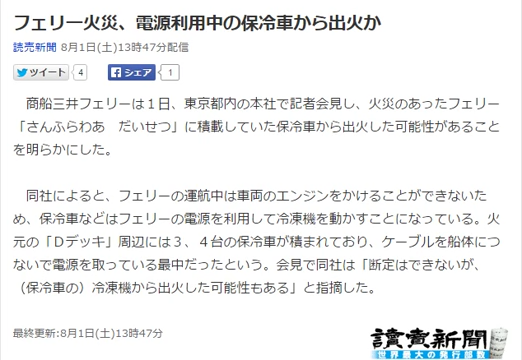 フェリー火災、電源利用中の保冷車から出火か
読売新聞 8月1日(土)13時47分配信
ツイート 4 シェア 1
商船三井フェリーは１日、東京都内の本社で記者会見し、火災のあったフェリー
「さんふらわあ　だいせつ」に積載していた保冷車から出火した可能性があること
を明らかにした。
同社によると、フェリーの運航中は車両のエンジンをかけることができないた
め、保冷車などはフェリーの電源を利用して冷凍機を動かすことになっている。火
元の「Ｄデッキ」周辺には３、４台の保冷車が積まれており、ケーブルを船体につ
ないで電源を取っている最中だったという。会見で同社は「断定はできないが、
（保冷車の）冷凍機から出火した可能性もある」と指摘した。
最終更新:8月1日(土)13時47分
讀賣新聞
世界最大の発行部数